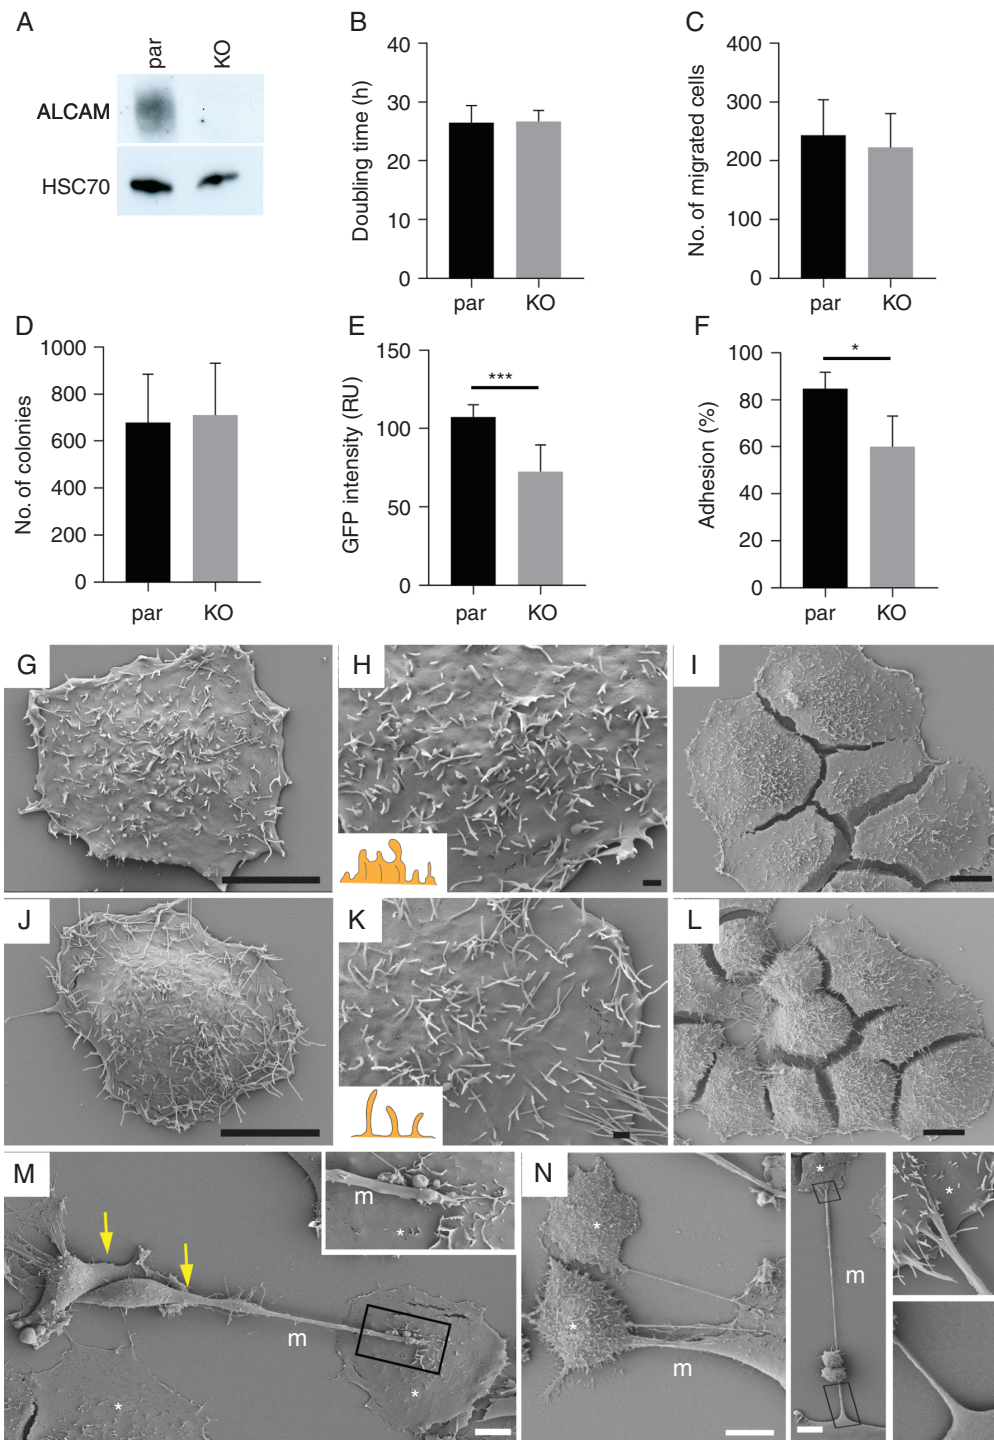 A
par
KO
ALCAM
HSC70
B
Doubling time (h)
40
30
20
10
0
par
KO
C
No. of migrated cells
400
300
200
100
0
par
KO
D
No. of colonies
1000
800
600
400
200
0
par
KO
E
GFP intensity (RU)
150
100
50
0
***
par
KO
F
Adhesion (%)
100
80
60
40
20
0
*
par
KO
G
H
I
J
K
L
M
m
*
m
*
*
N
*
*
m
*
m
*